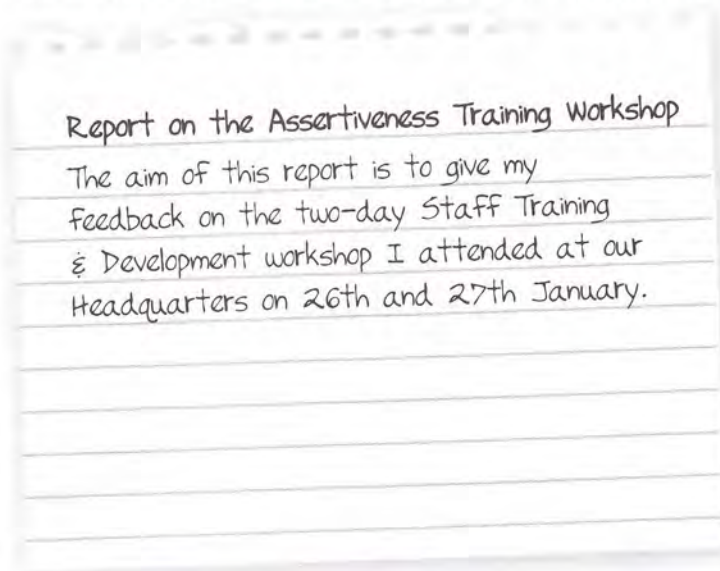 Report on the Assertiveness Training Workshop
The aim of this report is to give my
feedback on the two-day Staff Training
& Development workshop I attended at our
Headquarters on 26th and 27th January.